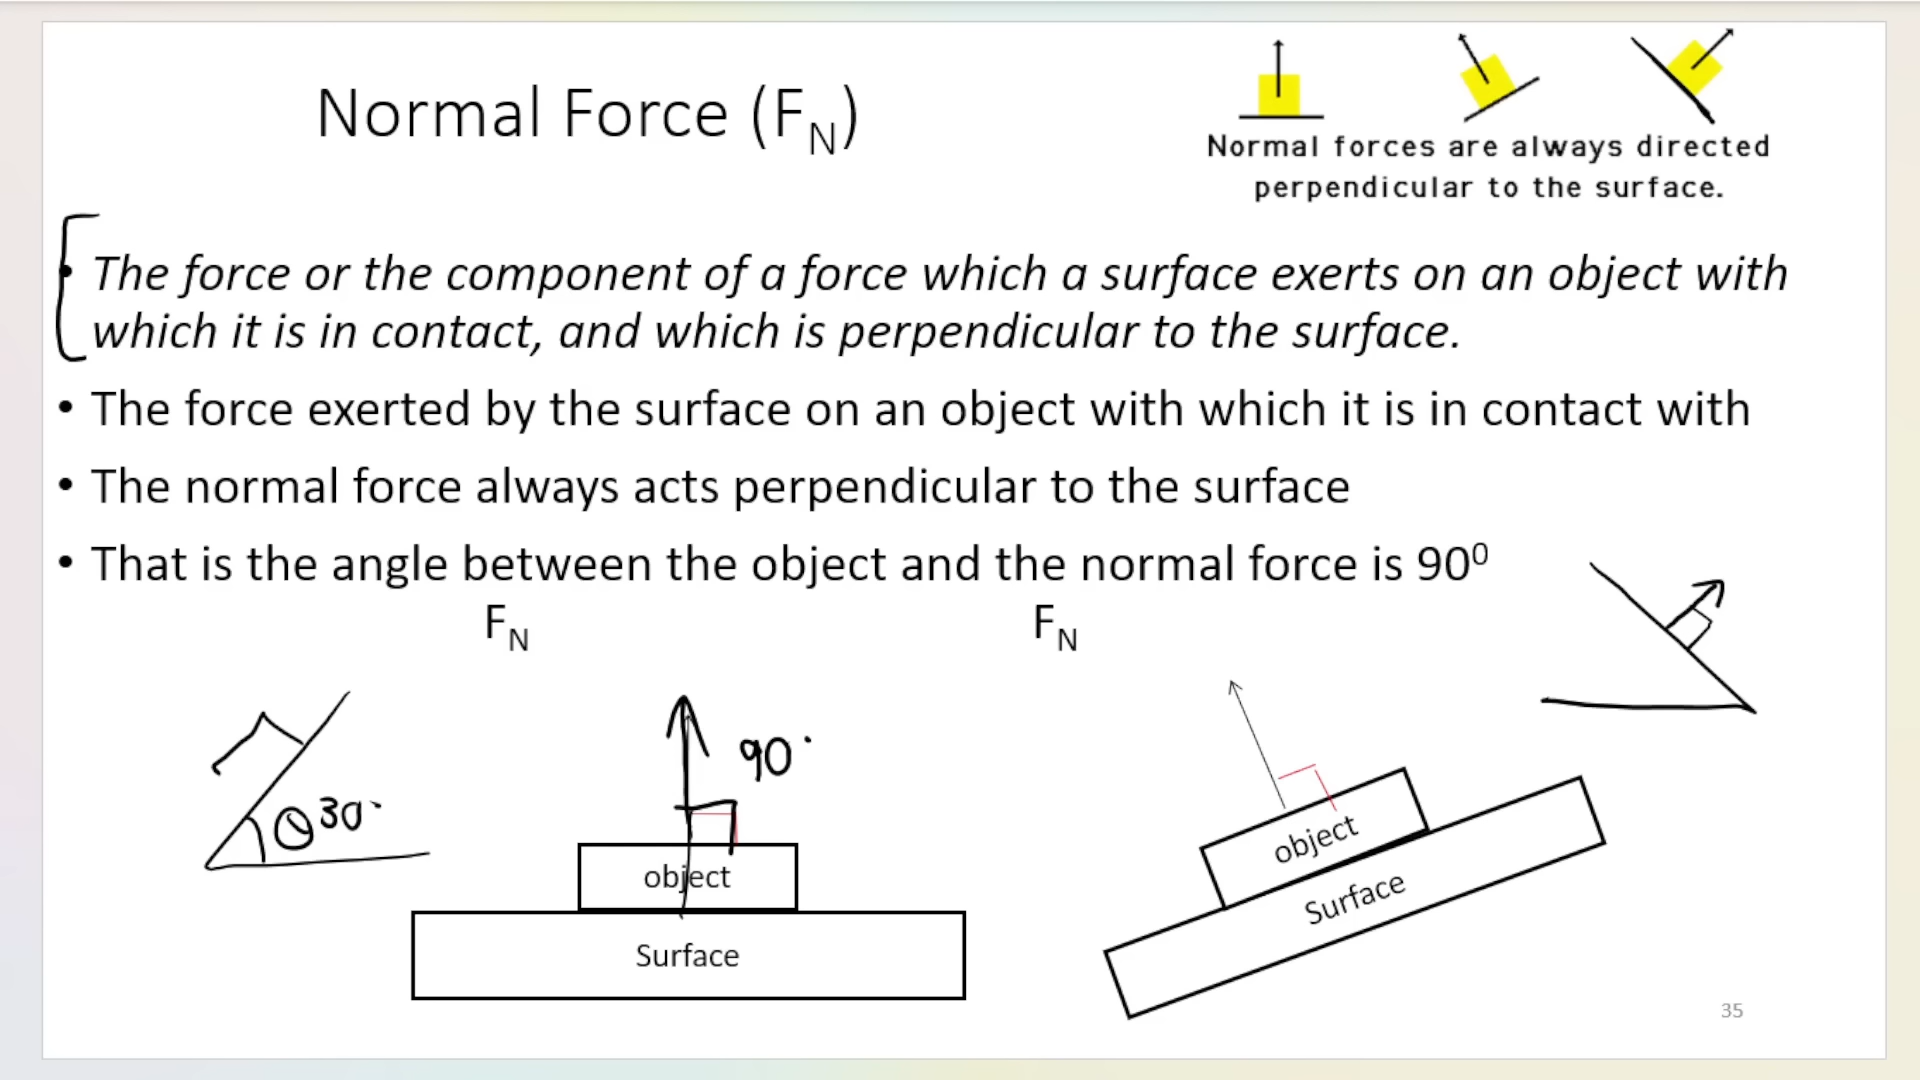 Normal Force (FN)
Normal forces are always directed
perpendicular to the surface.
• The force or the component of a force which a surface exerts on an object with
which it is in contact, and which is perpendicular to the surface.
• The force exerted by the surface on an object with which it is in contact with
• The normal force always acts perpendicular to the surface
• That is the angle between the object and the normal force is 90⁰
FN
FN
90°
θ 30°
object
Surface
object
Surface
35